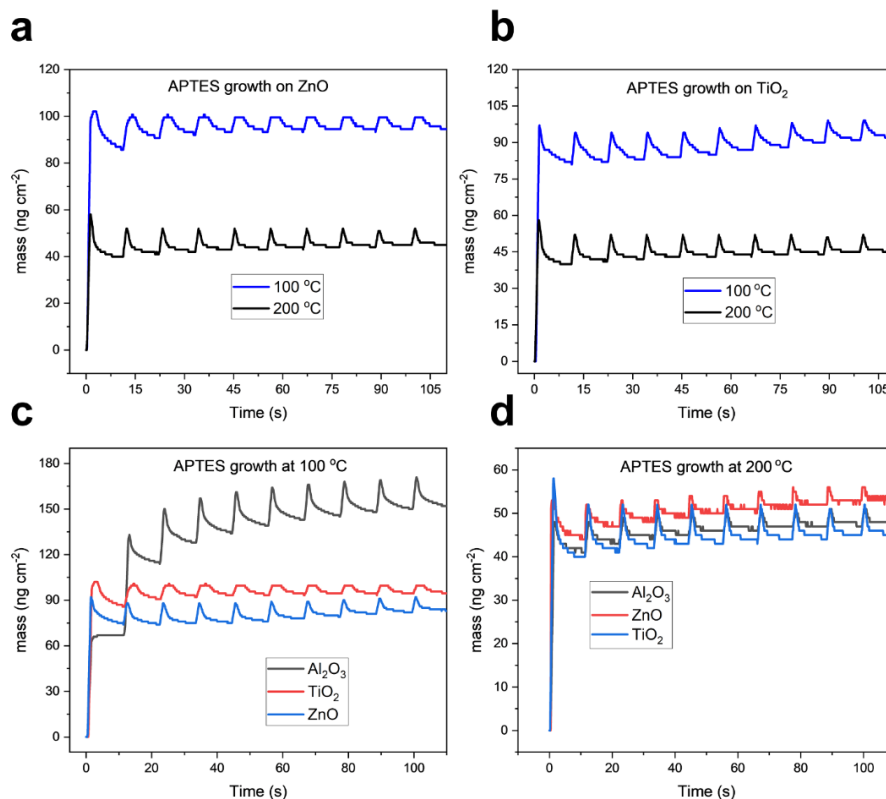 a
APTES growth on ZnO
mass (ng cm⁻²)
120
100
80
60
40
20
0
100 °C
200 °C
0 15 30 45 60 75 90 105
Time (s)
b
APTES growth on TiO₂
mass (ng cm⁻²)
120
105
90
75
60
45
30
15
0
100 °C
200 °C
0 15 30 45 60 75 90 105
Time (s)
c
APTES growth at 100 °C
mass (ng cm⁻²)
180
150
120
90
60
30
0
Al₂O₃
TiO₂
ZnO
0 20 40 60 80 100
Time (s)
d
APTES growth at 200 °C
mass (ng cm⁻²)
60
50
40
30
20
10
0
Al₂O₃
ZnO
TiO₂
0 20 40 60 80 100
Time (s)